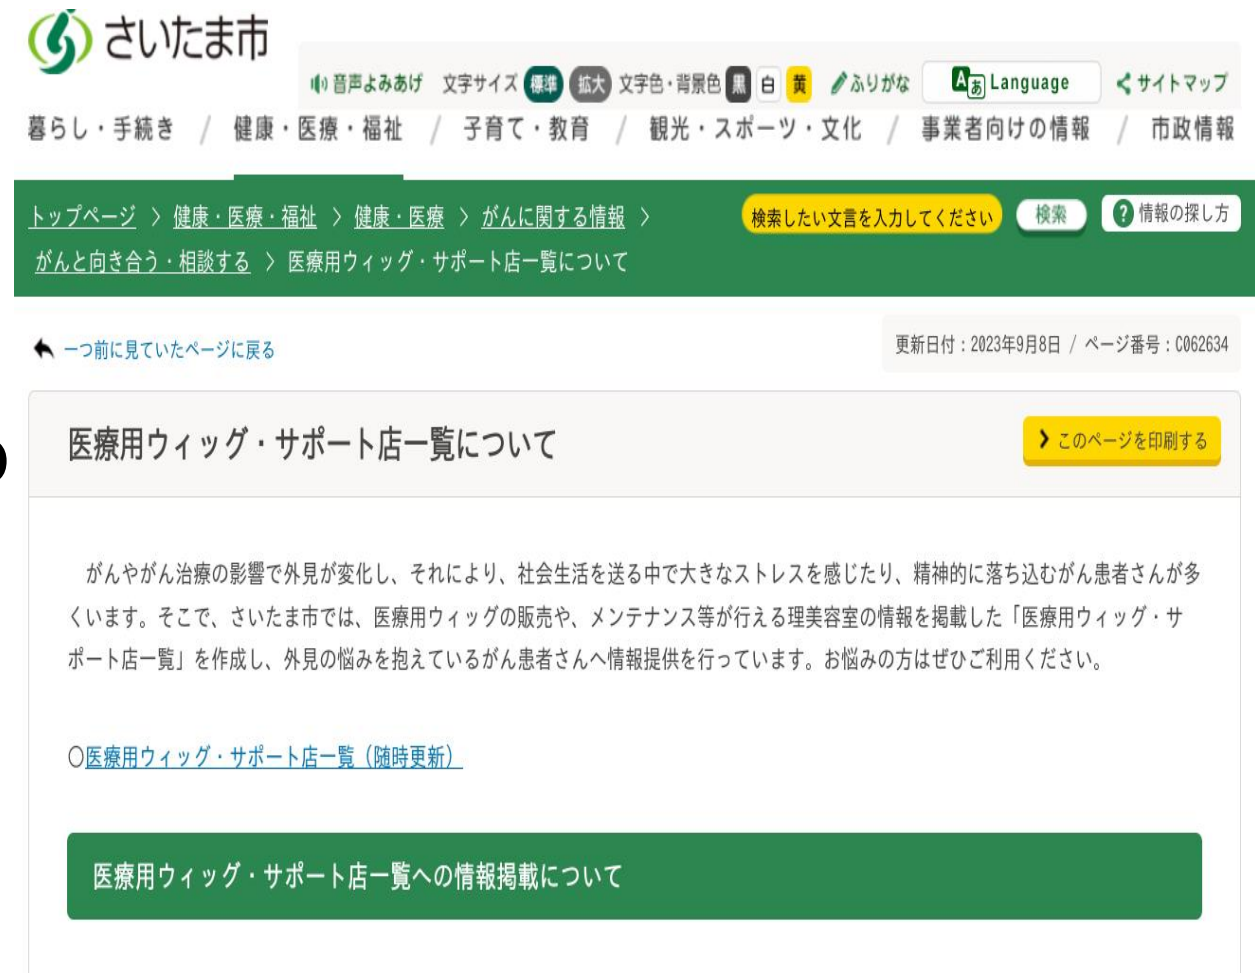 さいたま市
音声よみあげ 文字サイズ 標準 拡大 文字色・背景色 黒 白 黄 ふりがな Aあ Language サイトマップ
暮らし・手続き / 健康・医療・福祉 / 子育て・教育 / 観光・スポーツ・文化 / 事業者向けの情報 / 市政情報
トップページ 〉 健康・医療・福祉 〉 健康・医療 〉 がんに関する情報 〉
検索したい文言を入力してください 検索 ? 情報の探し方
がんと向き合う・相談する 〉 医療用ウィッグ・サポート店一覧について
一つ前に見ていたページに戻る
更新日付:2023年9月8日 / ページ番号:C062634
医療用ウィッグ・サポート店一覧について
このページを印刷する
がんやがん治療の影響で外見が変化し、それにより、社会生活を送る中で大きなストレスを感じたり、精神的に落ち込むがん患者さんが多
くいます。そこで、さいたま市では、医療用ウィッグの販売や、メンテナンス等が行える理美容室の情報を掲載した「医療用ウィッグ・サ
ポート店一覧」を作成し、外見の悩みを抱えているがん患者さんへ情報提供を行っています。お悩みの方はぜひご利用ください。
〇医療用ウィッグ・サポート店一覧(随時更新)
医療用ウィッグ・サポート店一覧への情報掲載について